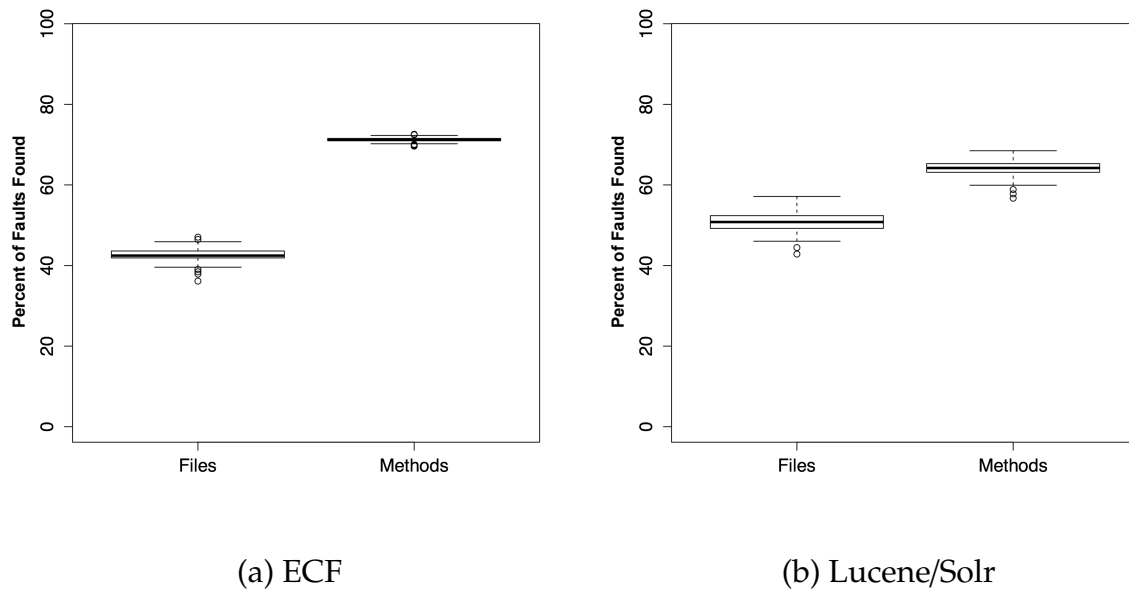 Percent of Faults Found
100
80
60
40
20
0
Files Methods
(a) ECF
Percent of Faults Found
100
80
60
40
20
0
Files Methods
(b) Lucene/Solr